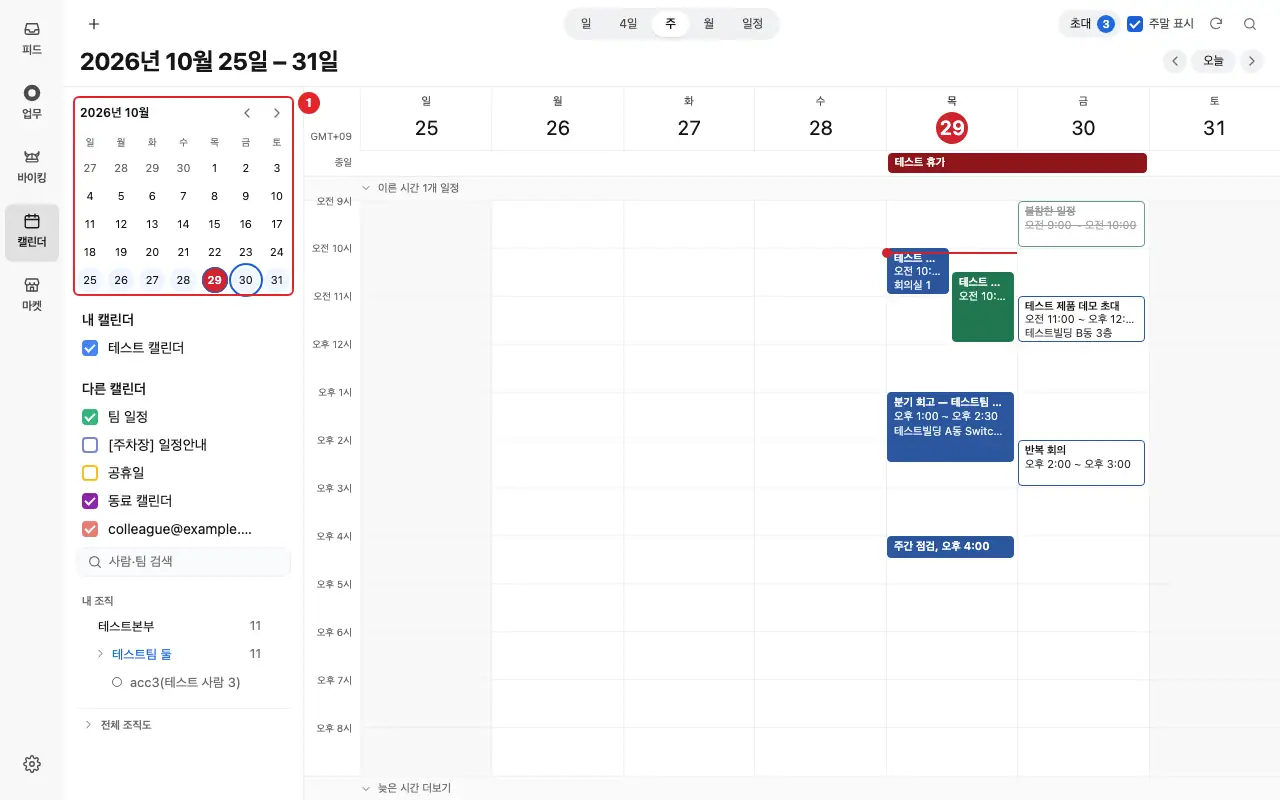 피드
업무
바이킹
캘린더
마켓
일 4일 주 월 일정
초대 3 주말 표시
2026년 10월 25일 – 31일
오늘
1
2026년 10월
일 월 화 수 목 금 토
27 28 29 30 1 2 3
4 5 6 7 8 9 10
11 12 13 14 15 16 17
18 19 20 21 22 23 24
25 26 27 28 29 30 31
내 캘린더
테스트 캘린더
다른 캘린더
팀 일정
[주차장] 일정안내
공휴일
동료 캘린더
colleague@example....
사람·팀 검색
내 조직
테스트본부 11
테스트팀 둘 11
acc3(테스트 사람 3)
전체 조직도
GMT+09
일 월 화 수 목 금 토
25 26 27 28 29 30 31
종일
테스트 휴가
이른 시간 1개 일정
오전 9시
오전 10시
오전 11시
오후 12시
오후 1시
오후 2시
오후 3시
오후 4시
오후 5시
오후 6시
오후 7시
오후 8시
테스트 ...
오전 10:...
회의실 1
테스트 ...
오전 10:...
분기 회고 — 테스트팀 ...
오후 1:00 ~ 오후 2:30
테스트빌딩 A동 Switc...
주간 점검, 오후 4:00
불참한 일정
오전 9:00 ~ 오전 10:00
테스트 제품 데모 초대
오전 11:00 ~ 오후 12:...
테스트빌딩 B동 3층
반복 회의
오후 2:00 ~ 오후 3:00
늦은 시간 더보기